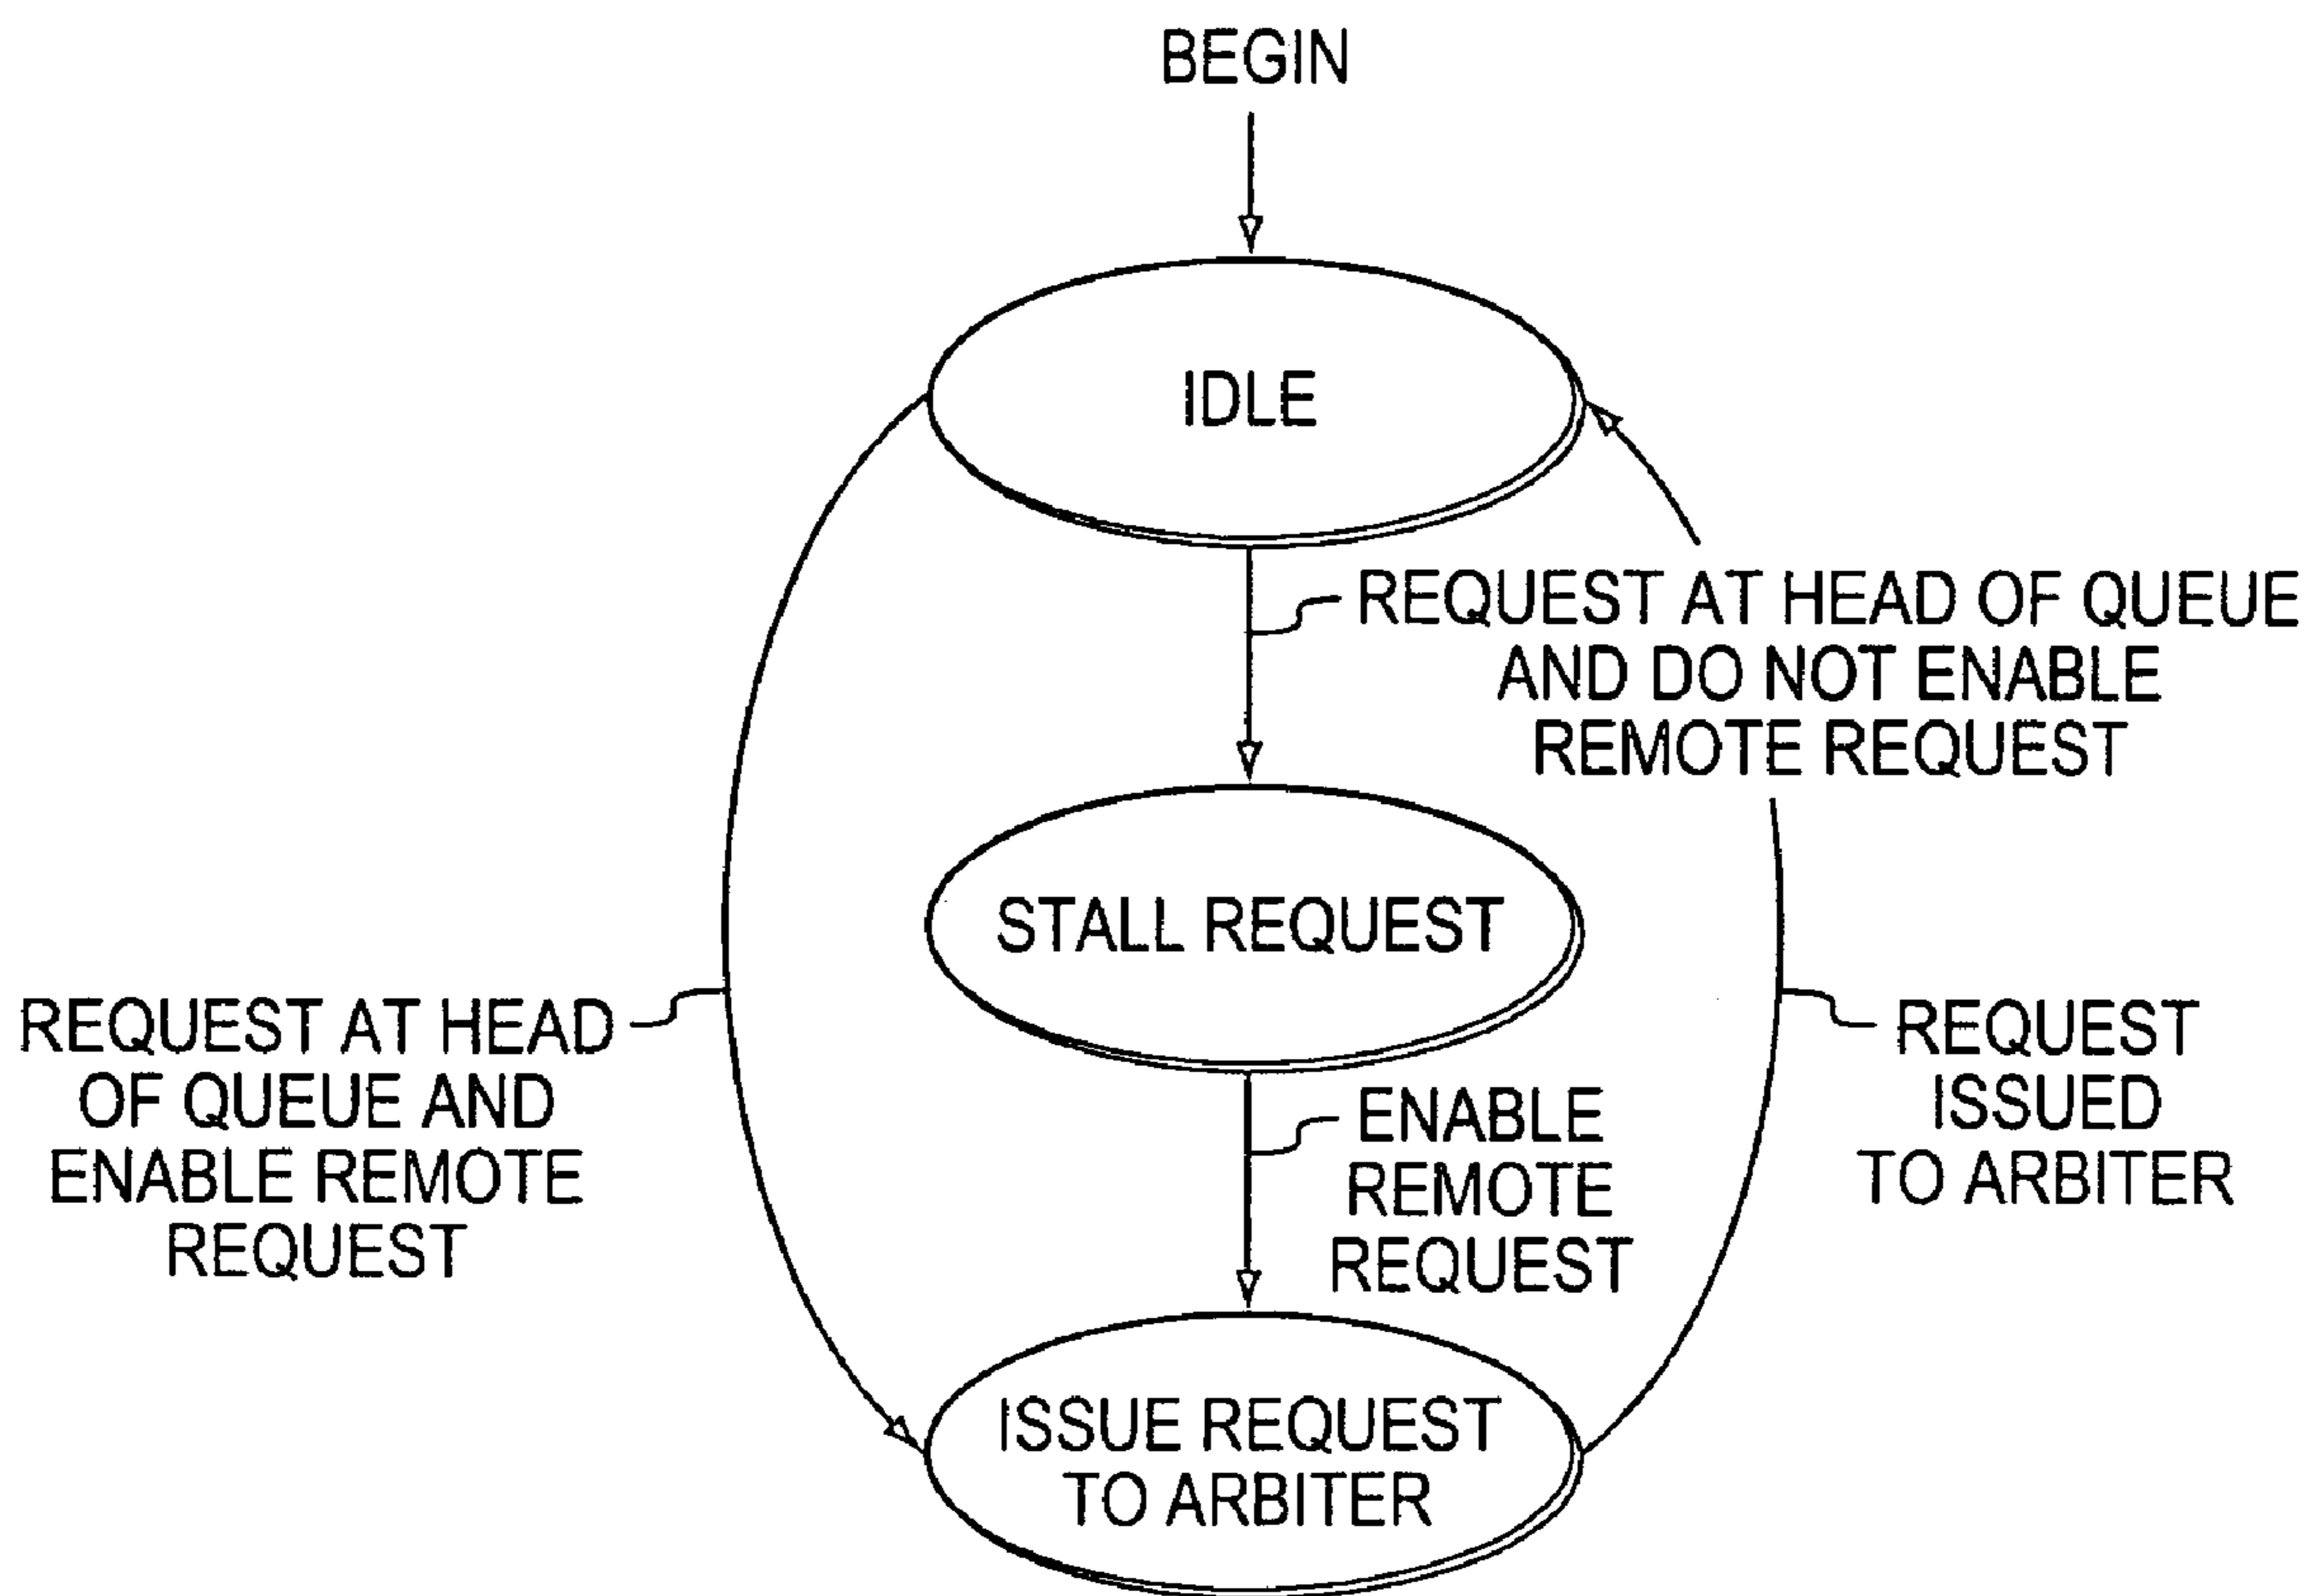 BEGIN
IDLE
REQUEST AT HEAD OF QUEUE
AND DO NOT ENABLE
REMOTE REQUEST
STALL REQUEST
REQUEST AT HEAD
OF QUEUE AND
ENABLE REMOTE
REQUEST
ENABLE
REMOTE
REQUEST
REQUEST
ISSUED
TO ARBITER
ISSUE REQUEST
TO ARBITER